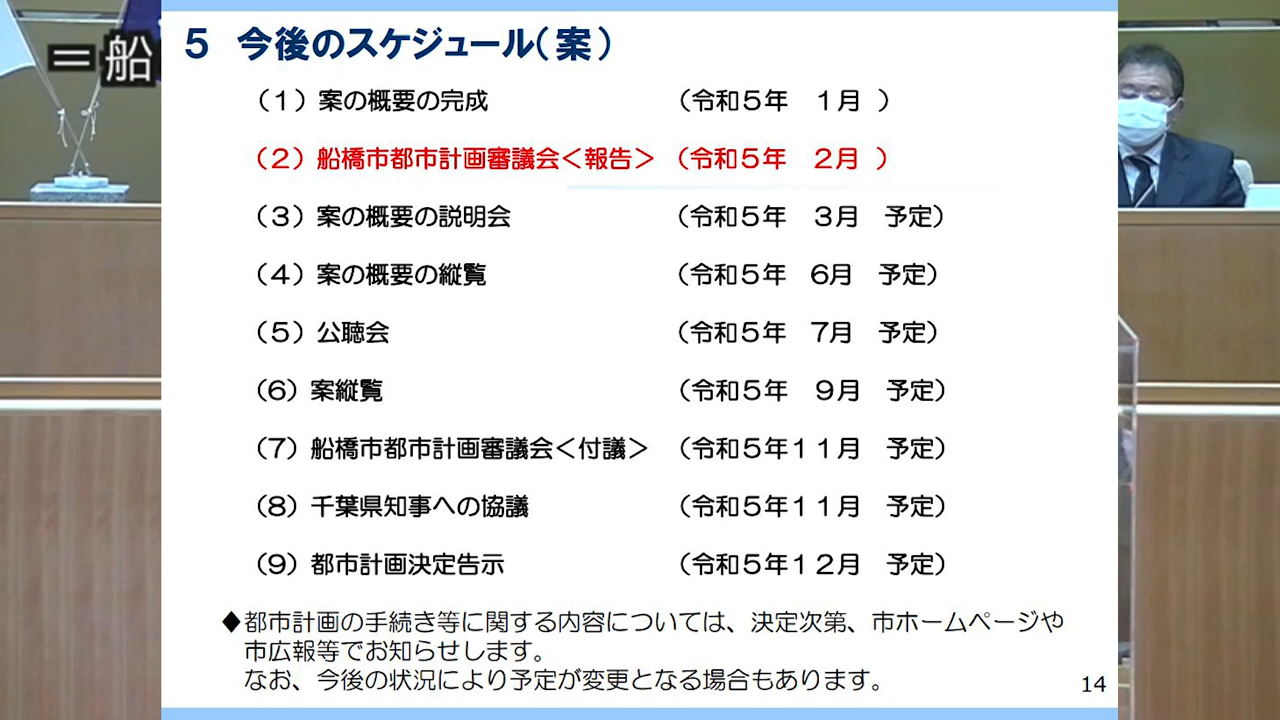 ＝船
５ 今後のスケジュール（案）
（１）案の概要の完成 （令和５年 １月 ）
（２）船橋市都市計画審議会＜報告＞ （令和５年 ２月 ）
（３）案の概要の説明会 （令和５年 ３月 予定）
（４）案の概要の縦覧 （令和５年 ６月 予定）
（５）公聴会 （令和５年 ７月 予定）
（６）案縦覧 （令和５年 ９月 予定）
（７）船橋市都市計画審議会＜付議＞ （令和５年１１月 予定）
（８）千葉県知事への協議 （令和５年１１月 予定）
（９）都市計画決定告示 （令和５年１２月 予定）
◆都市計画の手続き等に関する内容については、決定次第、市ホームページや
市広報等でお知らせします。
なお、今後の状況により予定が変更となる場合もあります。
14